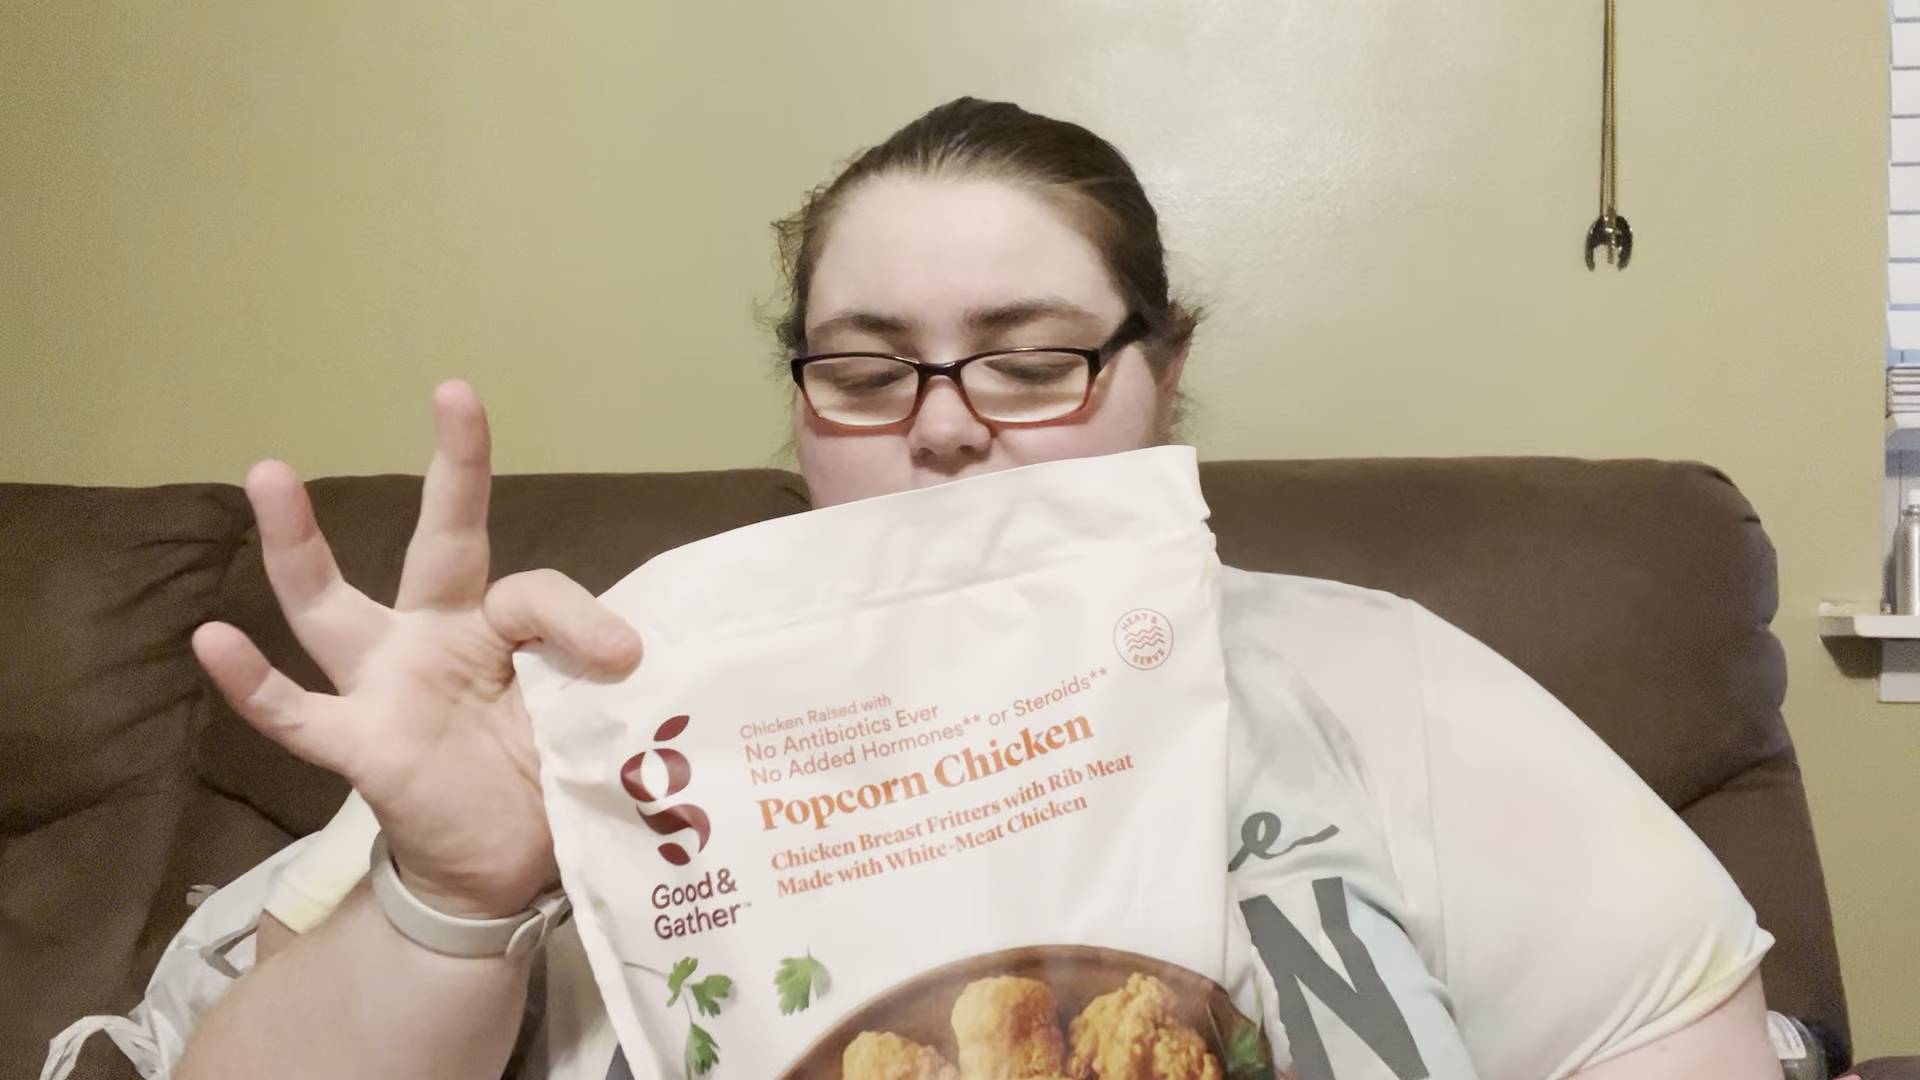 HEAT &
SERVE
Chicken Raised with
No Antibiotics Ever
No Added Hormones** or Steroids**
Popcorn Chicken
Chicken Breast Fritters with Rib Meat
Made with White-Meat Chicken
g
Good &
Gather™
e
N